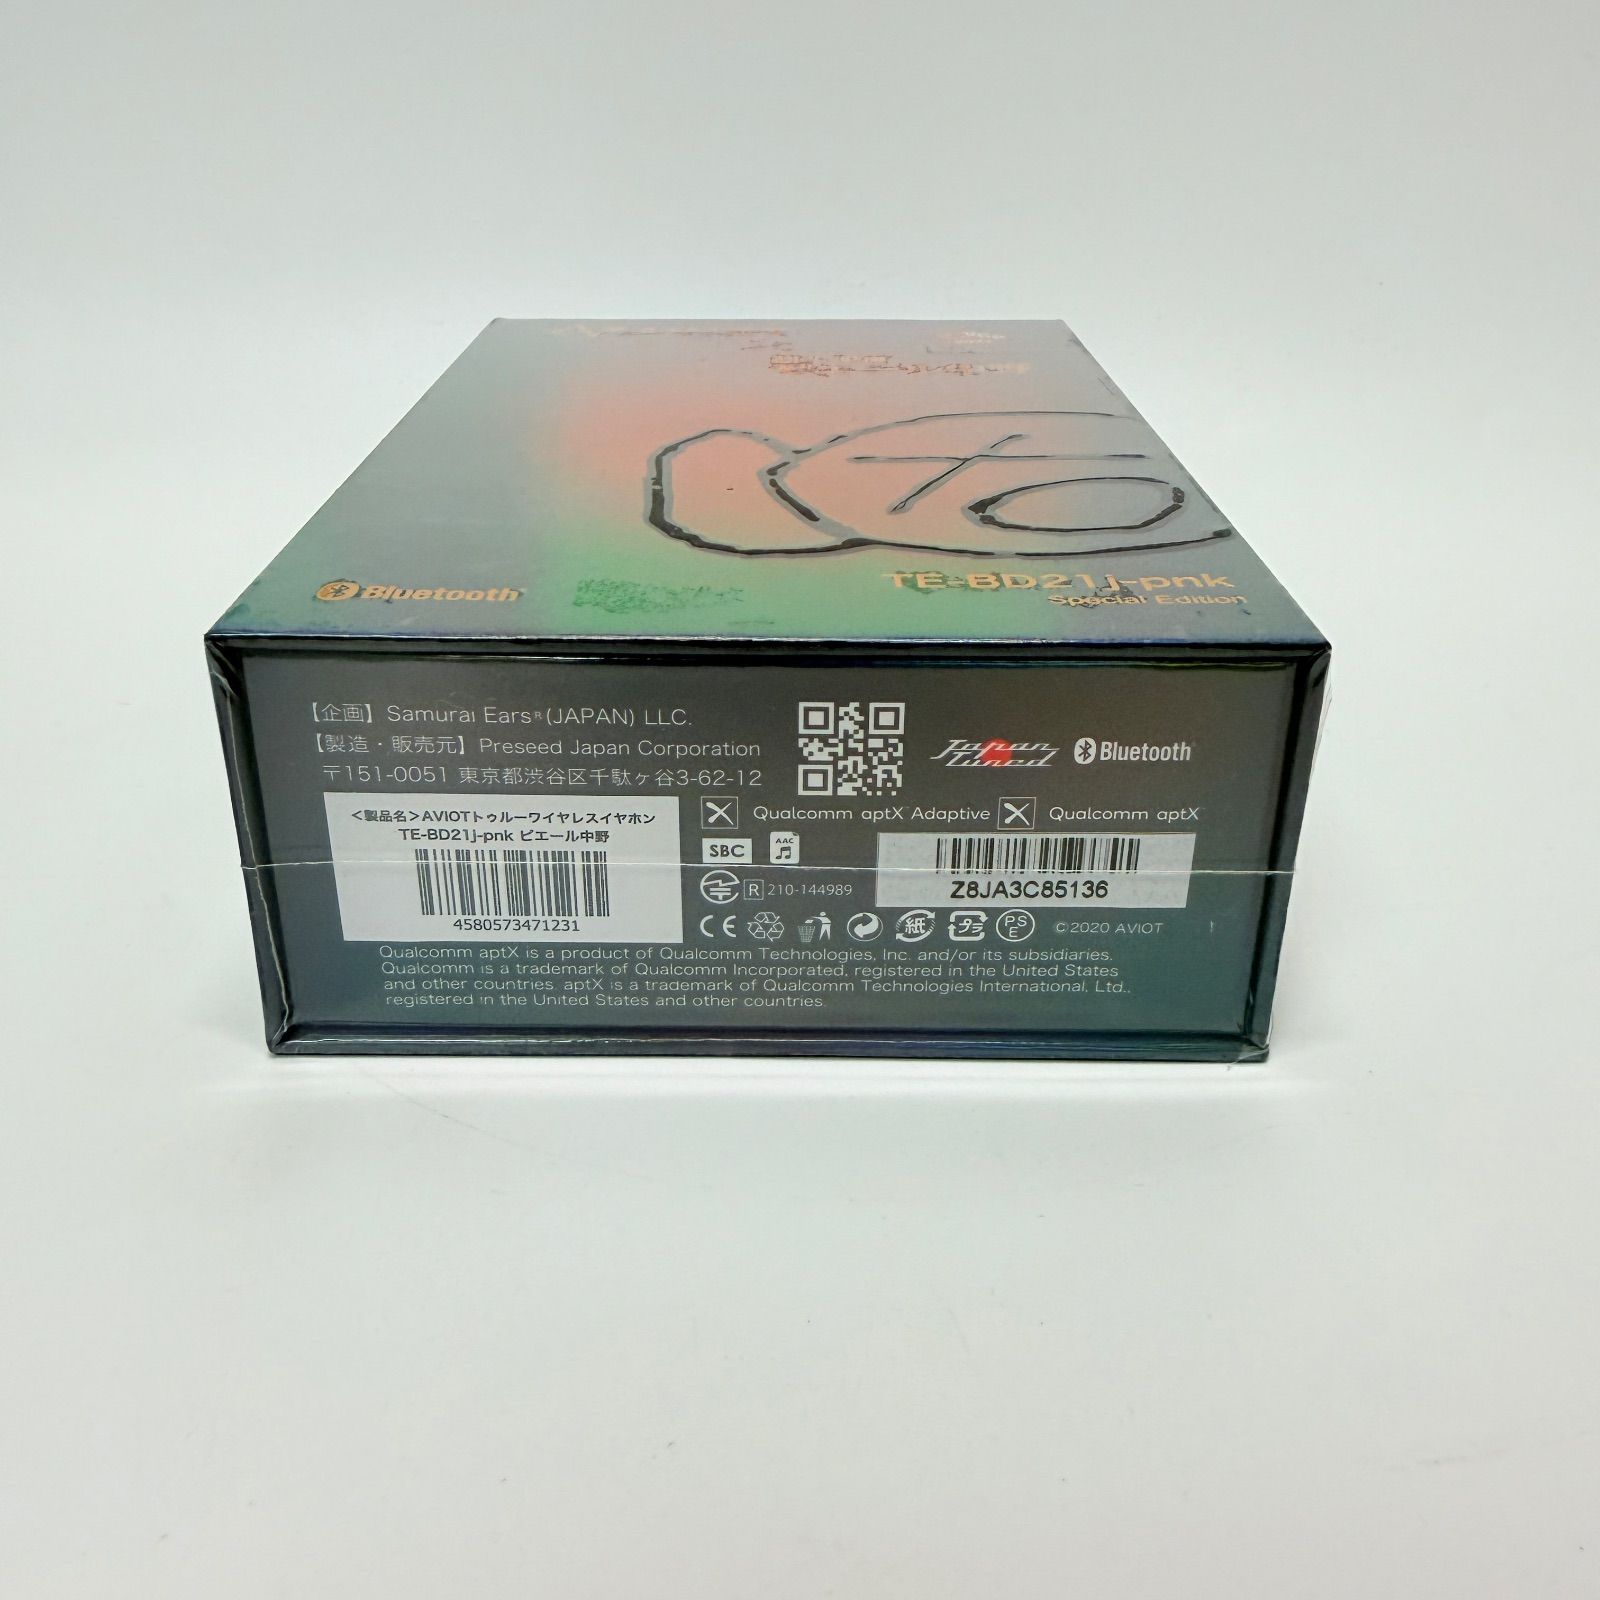 Bluetooth
TE-BD21j-pnk
Special Edition
【企画】Samurai Ears®(JAPAN) LLC.
【製造・販売元】Preseed Japan Corporation
〒151-0051 東京都渋谷区千駄ヶ谷3-62-12
Japan Tuned
Bluetooth®
Qualcomm aptX™ Adaptive
Qualcomm aptX™
<製品名>AVIOTトゥルーワイヤレスイヤホン
TE-BD21j-pnk ピエール中野
4580573471231
SBC
AAC
Z8JA3C85136
R 210-144989
CE
紙
プラ
PSE
©2020 AVIOT
Qualcomm aptX is a product of Qualcomm Technologies, Inc. and/or its subsidiaries.
Qualcomm is a trademark of Qualcomm Incorporated, registered in the United States
and other countries. aptX is a trademark of Qualcomm Technologies International, Ltd.,
registered in the United States and other countries.